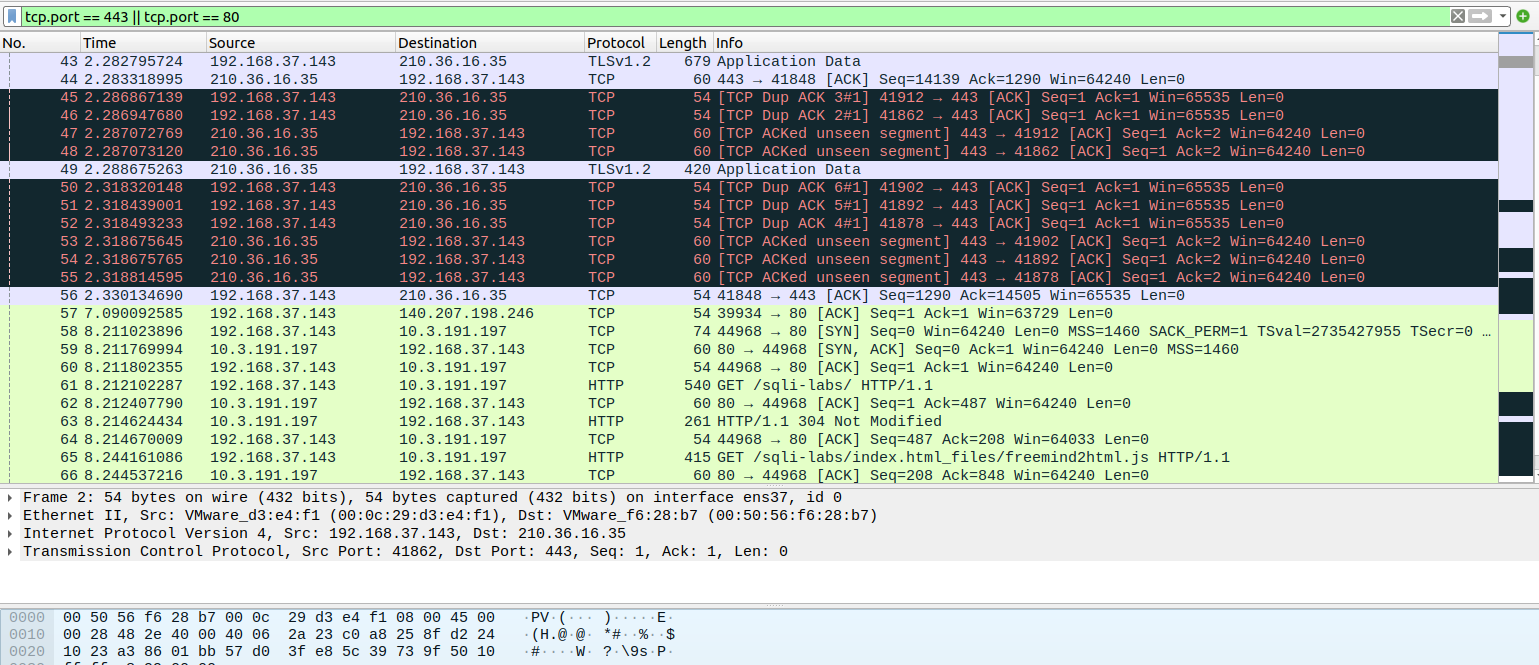 tcp.port == 443 || tcp.port == 80
No. Time Source Destination Protocol Length Info
43 2.282795724 192.168.37.143 210.36.16.35 TLSv1.2 679 Application Data
44 2.283318995 210.36.16.35 192.168.37.143 TCP 60 443 → 41848 [ACK] Seq=14139 Ack=1290 Win=64240 Len=0
45 2.286867139 192.168.37.143 210.36.16.35 TCP 54 [TCP Dup ACK 3#1] 41912 → 443 [ACK] Seq=1 Ack=1 Win=65535 Len=0
46 2.286947680 192.168.37.143 210.36.16.35 TCP 54 [TCP Dup ACK 2#1] 41862 → 443 [ACK] Seq=1 Ack=1 Win=65535 Len=0
47 2.287072769 210.36.16.35 192.168.37.143 TCP 60 [TCP ACKed unseen segment] 443 → 41912 [ACK] Seq=1 Ack=2 Win=64240 Len=0
48 2.287073120 210.36.16.35 192.168.37.143 TCP 60 [TCP ACKed unseen segment] 443 → 41862 [ACK] Seq=1 Ack=2 Win=64240 Len=0
49 2.288675263 210.36.16.35 192.168.37.143 TLSv1.2 420 Application Data
50 2.318320148 192.168.37.143 210.36.16.35 TCP 54 [TCP Dup ACK 6#1] 41902 → 443 [ACK] Seq=1 Ack=1 Win=65535 Len=0
51 2.318439001 192.168.37.143 210.36.16.35 TCP 54 [TCP Dup ACK 5#1] 41892 → 443 [ACK] Seq=1 Ack=1 Win=65535 Len=0
52 2.318493233 192.168.37.143 210.36.16.35 TCP 54 [TCP Dup ACK 4#1] 41878 → 443 [ACK] Seq=1 Ack=1 Win=65535 Len=0
53 2.318675645 210.36.16.35 192.168.37.143 TCP 60 [TCP ACKed unseen segment] 443 → 41902 [ACK] Seq=1 Ack=2 Win=64240 Len=0
54 2.318675765 210.36.16.35 192.168.37.143 TCP 60 [TCP ACKed unseen segment] 443 → 41892 [ACK] Seq=1 Ack=2 Win=64240 Len=0
55 2.318814595 210.36.16.35 192.168.37.143 TCP 60 [TCP ACKed unseen segment] 443 → 41878 [ACK] Seq=1 Ack=2 Win=64240 Len=0
56 2.330134690 192.168.37.143 210.36.16.35 TCP 54 41848 → 443 [ACK] Seq=1290 Ack=14505 Win=65535 Len=0
57 7.090092585 192.168.37.143 140.207.198.246 TCP 54 39934 → 80 [ACK] Seq=1 Ack=1 Win=63729 Len=0
58 8.211023896 192.168.37.143 10.3.191.197 TCP 74 44968 → 80 [SYN] Seq=0 Win=64240 Len=0 MSS=1460 SACK_PERM=1 TSval=2735427955 TSecr=0 …
59 8.211769994 10.3.191.197 192.168.37.143 TCP 60 80 → 44968 [SYN, ACK] Seq=0 Ack=1 Win=64240 Len=0 MSS=1460
60 8.211802355 192.168.37.143 10.3.191.197 TCP 54 44968 → 80 [ACK] Seq=1 Ack=1 Win=64240 Len=0
61 8.212102287 192.168.37.143 10.3.191.197 HTTP 540 GET /sqli-labs/ HTTP/1.1
62 8.212407790 10.3.191.197 192.168.37.143 TCP 60 80 → 44968 [ACK] Seq=1 Ack=487 Win=64240 Len=0
63 8.214624434 10.3.191.197 192.168.37.143 HTTP 261 HTTP/1.1 304 Not Modified
64 8.214670009 192.168.37.143 10.3.191.197 TCP 54 44968 → 80 [ACK] Seq=487 Ack=208 Win=64033 Len=0
65 8.244161086 192.168.37.143 10.3.191.197 HTTP 415 GET /sqli-labs/index.html_files/freemind2html.js HTTP/1.1
66 8.244537216 10.3.191.197 192.168.37.143 TCP 60 80 → 44968 [ACK] Seq=208 Ack=848 Win=64240 Len=0
Frame 2: 54 bytes on wire (432 bits), 54 bytes captured (432 bits) on interface ens37, id 0
Ethernet II, Src: VMware_d3:e4:f1 (00:0c:29:d3:e4:f1), Dst: VMware_f6:28:b7 (00:50:56:f6:28:b7)
Internet Protocol Version 4, Src: 192.168.37.143, Dst: 210.36.16.35
Transmission Control Protocol, Src Port: 41862, Dst Port: 443, Seq: 1, Ack: 1, Len: 0
0000 00 50 56 f6 28 b7 00 0c 29 d3 e4 f1 08 00 45 00 ·PV·(··· )·····E·
0010 00 28 48 2e 40 00 40 06 2a 23 c0 a8 25 8f d2 24 ·(H.@·@· *#··%··$
0020 10 23 a3 86 01 bb 57 d0 3f e8 5c 39 73 9f 50 10 ·#····W· ?·\9s·P·